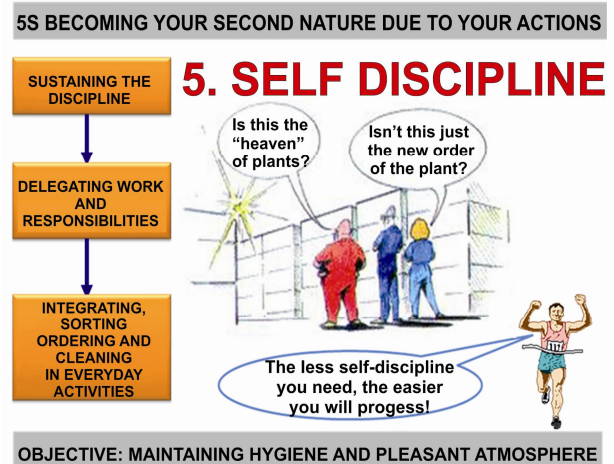 5S BECOMING YOUR SECOND NATURE DUE TO YOUR ACTIONS
5. SELF DISCIPLINE
SUSTAINING THE
DISCIPLINE
DELEGATING WORK
AND
RESPONSIBILITIES
INTEGRATING,
SORTING
ORDERING AND
CLEANING
IN EVERYDAY
ACTIVITIES
Is this the
“heaven”
of plants?
Isn’t this just
the new order
of the plant?
The less self-discipline
you need, the easier
you will progess!
OBJECTIVE: MAINTAINING HYGIENE AND PLEASANT ATMOSPHERE